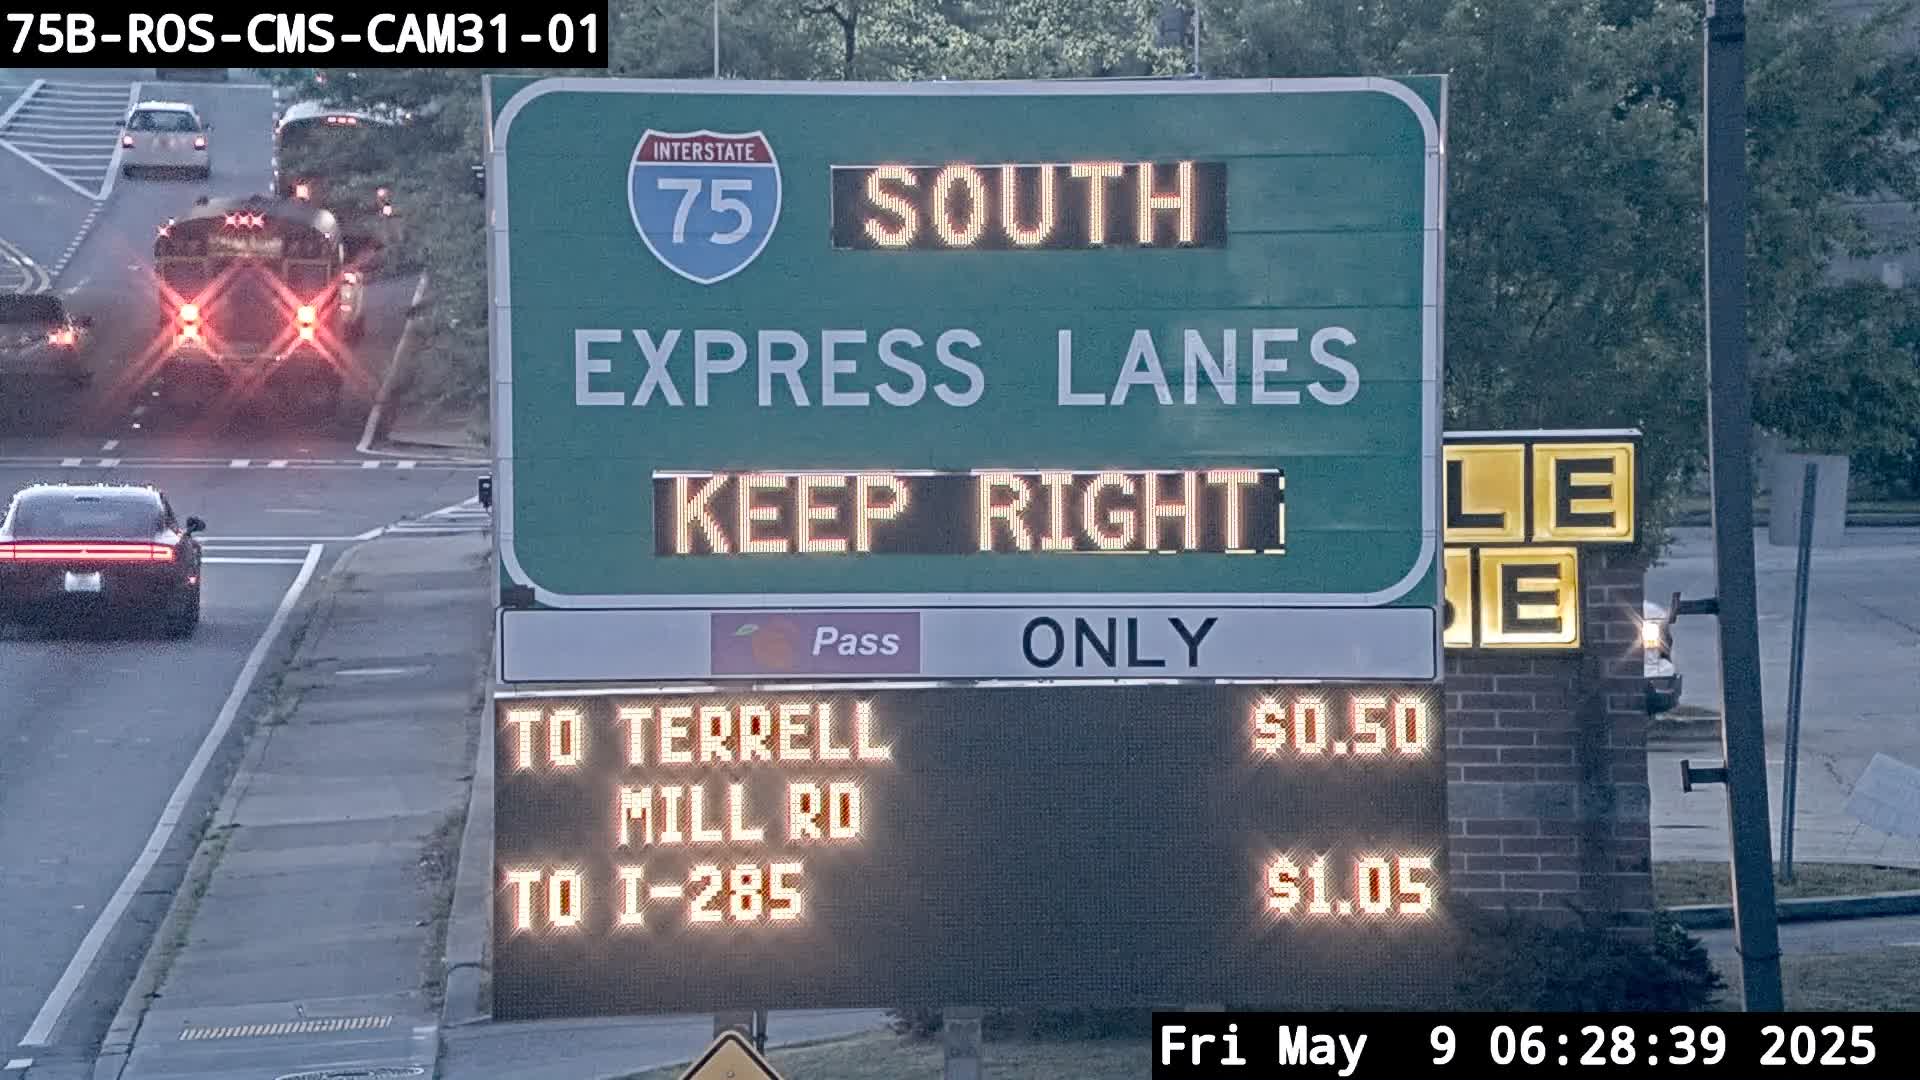 75B-ROS-CMS-CAM31-01
INTERSTATE
75
SOUTH
EXPRESS LANES
KEEP RIGHT
Pass ONLY
TO TERRELL $0.50
MILL RD
TO I-285 $1.05
LE
E
Fri May 9 06:28:39 2025